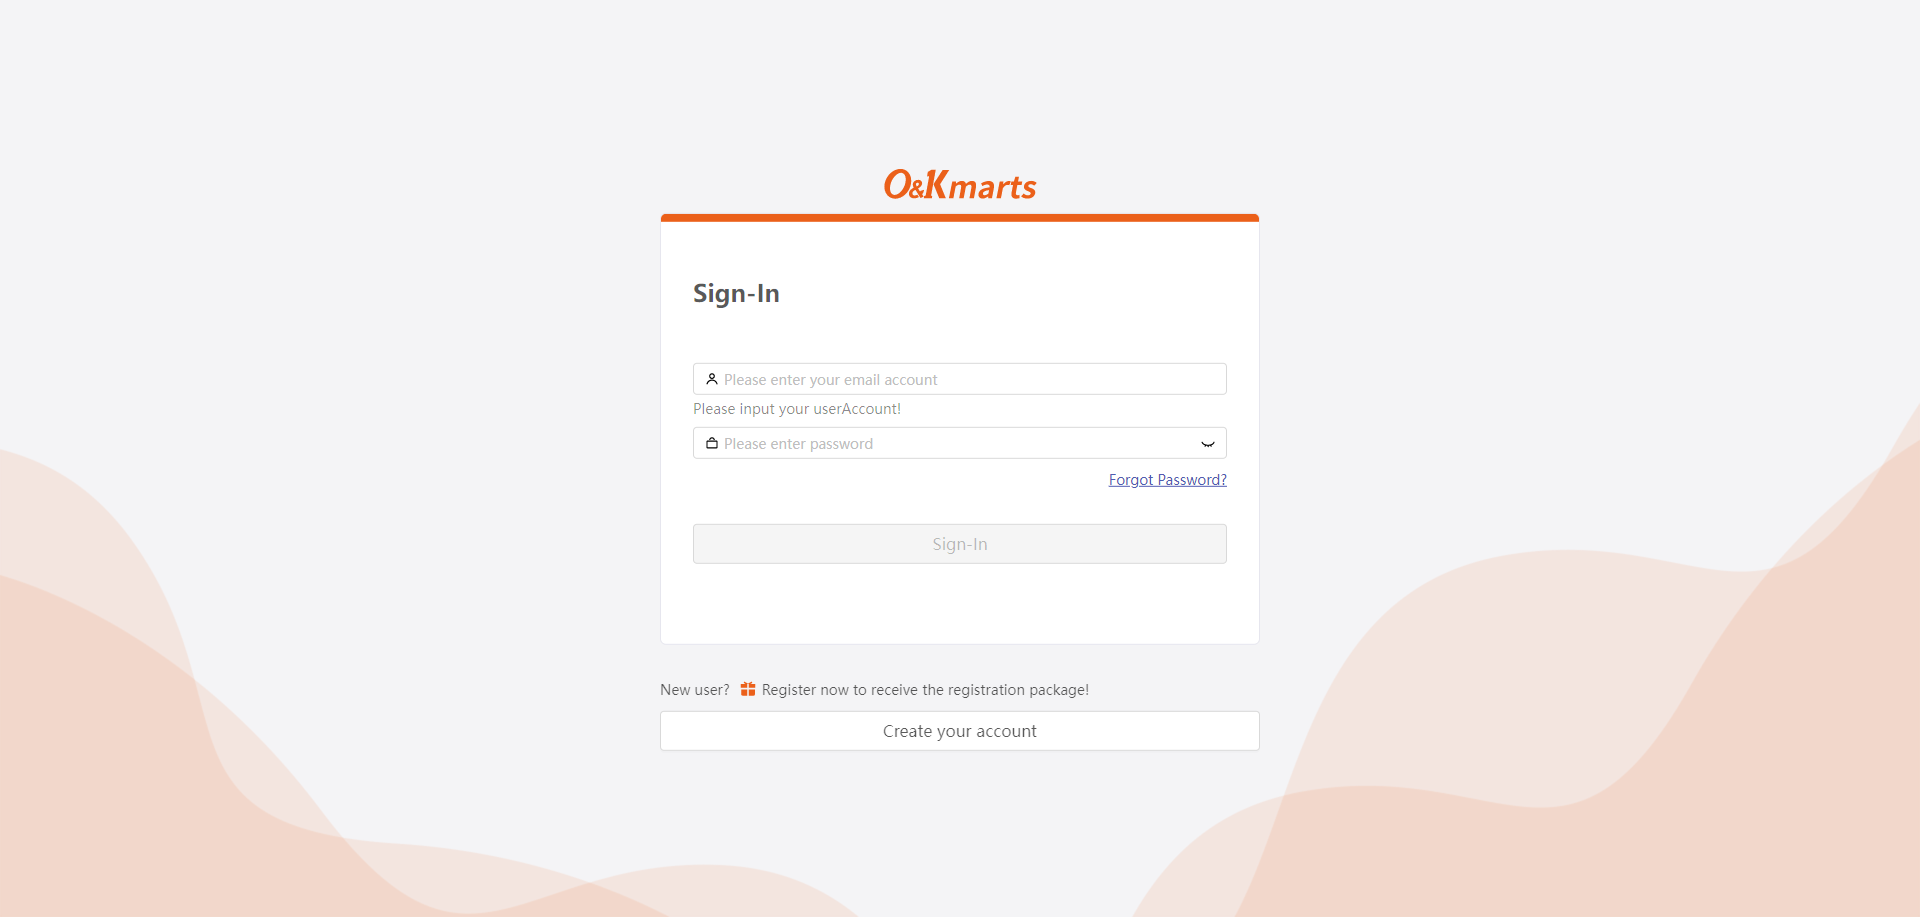 O&Kmarts
Sign-In
Please enter your email account
Please input your userAccount!
Please enter password
Forgot Password?
Sign-In
New user? Register now to receive the registration package!
Create your account